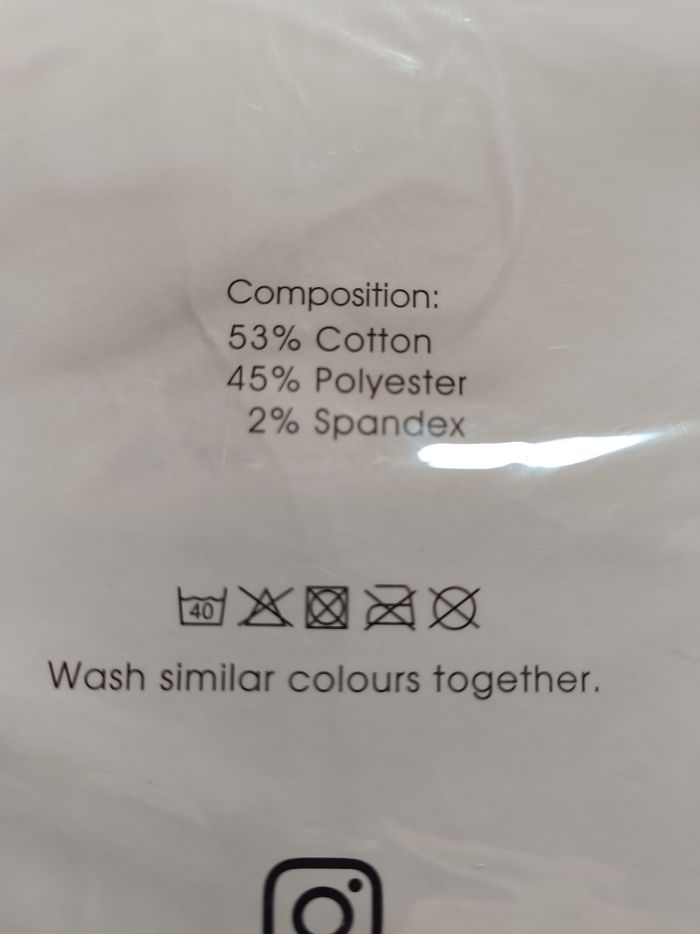 Composition:
53% Cotton
45% Polyester
2% Spandex
40
Wash similar colours together.